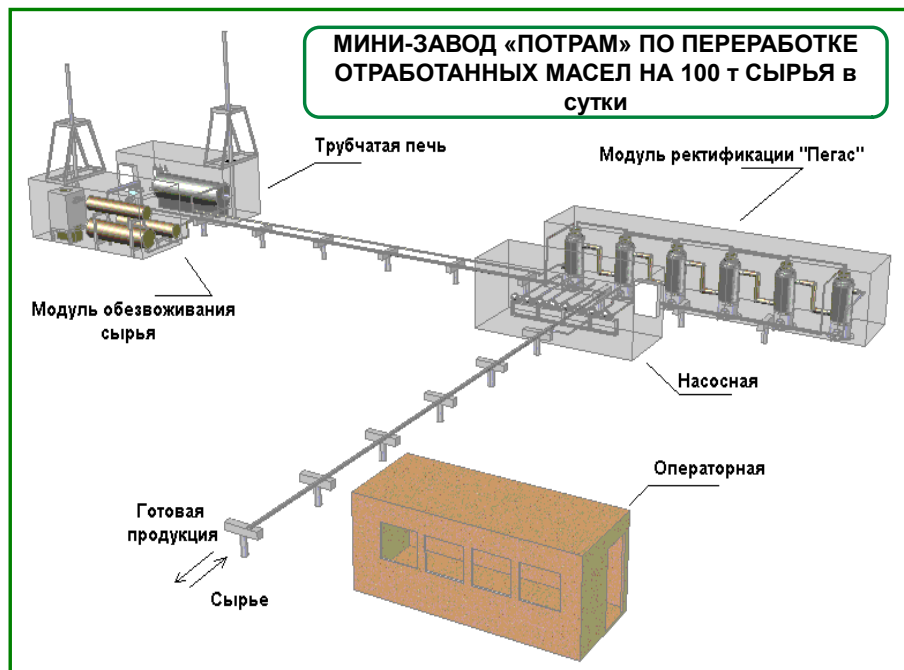 МИНИ-ЗАВОД «ПОТРАМ» ПО ПЕРЕРАБОТКЕ
ОТРАБОТАННЫХ МАСЕЛ НА 100 т СЫРЬЯ в
сутки
Трубчатая печь
Модуль ректификации "Пегас"
Модуль обезвоживания
сырья
Насосная
Операторная
Готовая
продукция
Сырье